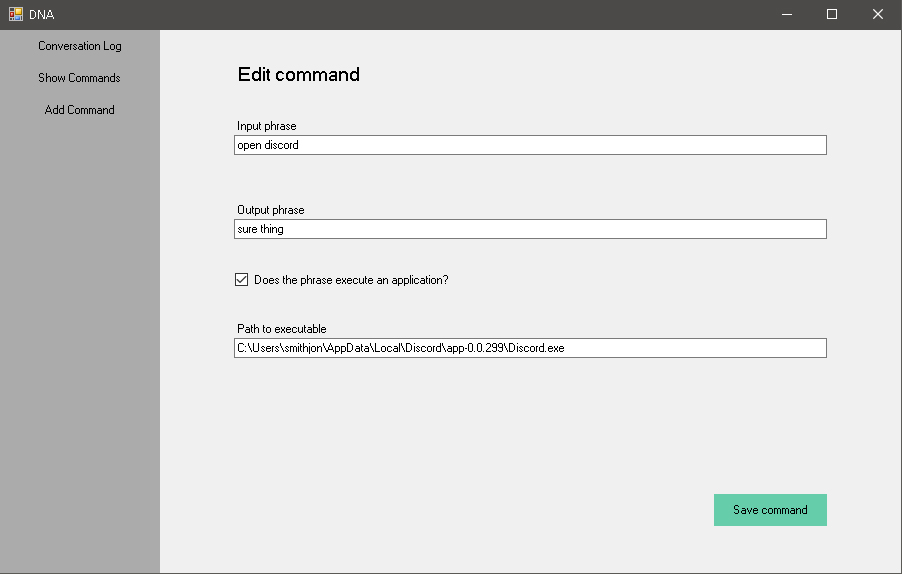 DNA
Conversation Log
Show Commands
Add Command
Edit command
Input phrase
open discord
Output phrase
sure thing
Does the phrase execute an application?
Path to executable
C:\Users\smithjon\AppData\Local\Discord\app-0.0.299\Discord.exe
Save command